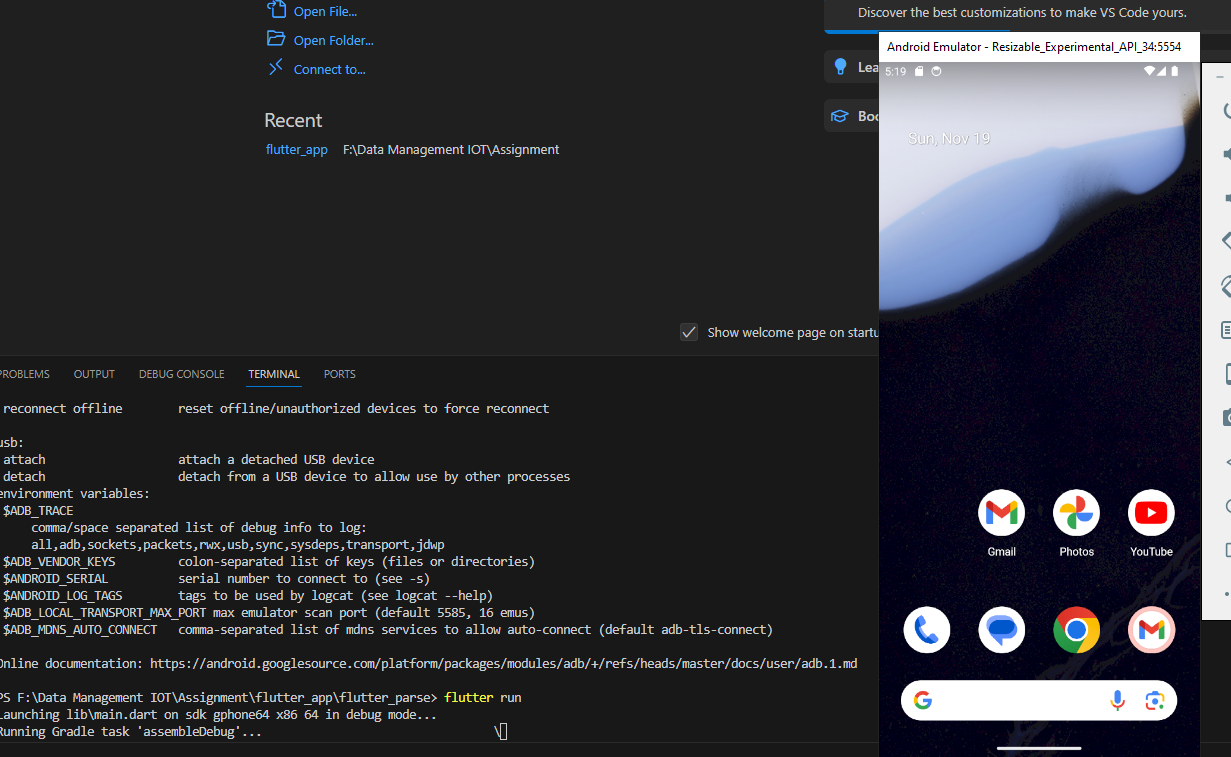 Open File...
Open Folder...
Connect to...
Recent
flutter_app F:\Data Management IOT\Assignment
Discover the best customizations to make VS Code yours.
Show welcome page on startu
PROBLEMS OUTPUT DEBUG CONSOLE TERMINAL PORTS
reconnect offline reset offline/unauthorized devices to force reconnect
usb:
attach attach a detached USB device
detach detach from a USB device to allow use by other processes
environment variables:
$ADB_TRACE
comma/space separated list of debug info to log:
all,adb,sockets,packets,rwx,usb,sync,sysdeps,transport,jdwp
$ADB_VENDOR_KEYS colon-separated list of keys (files or directories)
$ANDROID_SERIAL serial number to connect to (see -s)
$ANDROID_LOG_TAGS tags to be used by logcat (see logcat --help)
$ADB_LOCAL_TRANSPORT_MAX_PORT max emulator scan port (default 5585, 16 emus)
$ADB_MDNS_AUTO_CONNECT comma-separated list of mdns services to allow auto-connect (default adb-tls-connect)
Online documentation: https://android.googlesource.com/platform/packages/modules/adb/+/refs/heads/master/docs/user/adb.1.md
PS F:\Data Management IOT\Assignment\flutter_app\flutter_parse> flutter run
Launching lib\main.dart on sdk gphone64 x86 64 in debug mode...
Running Gradle task 'assembleDebug'... \
Lea
Boo
Android Emulator - Resizable_Experimental_API_34:5554
5:19
Sun, Nov 19
Gmail Photos YouTube